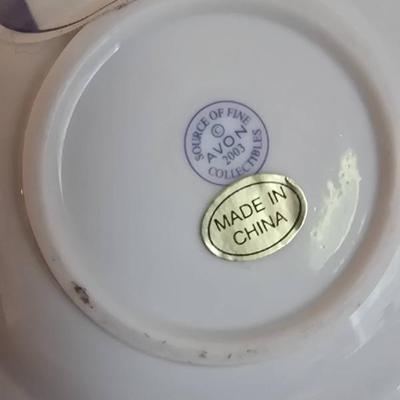 SOURCE OF FINE
©
AVON
2003
COLLECTIBLES
MADE IN
CHINA